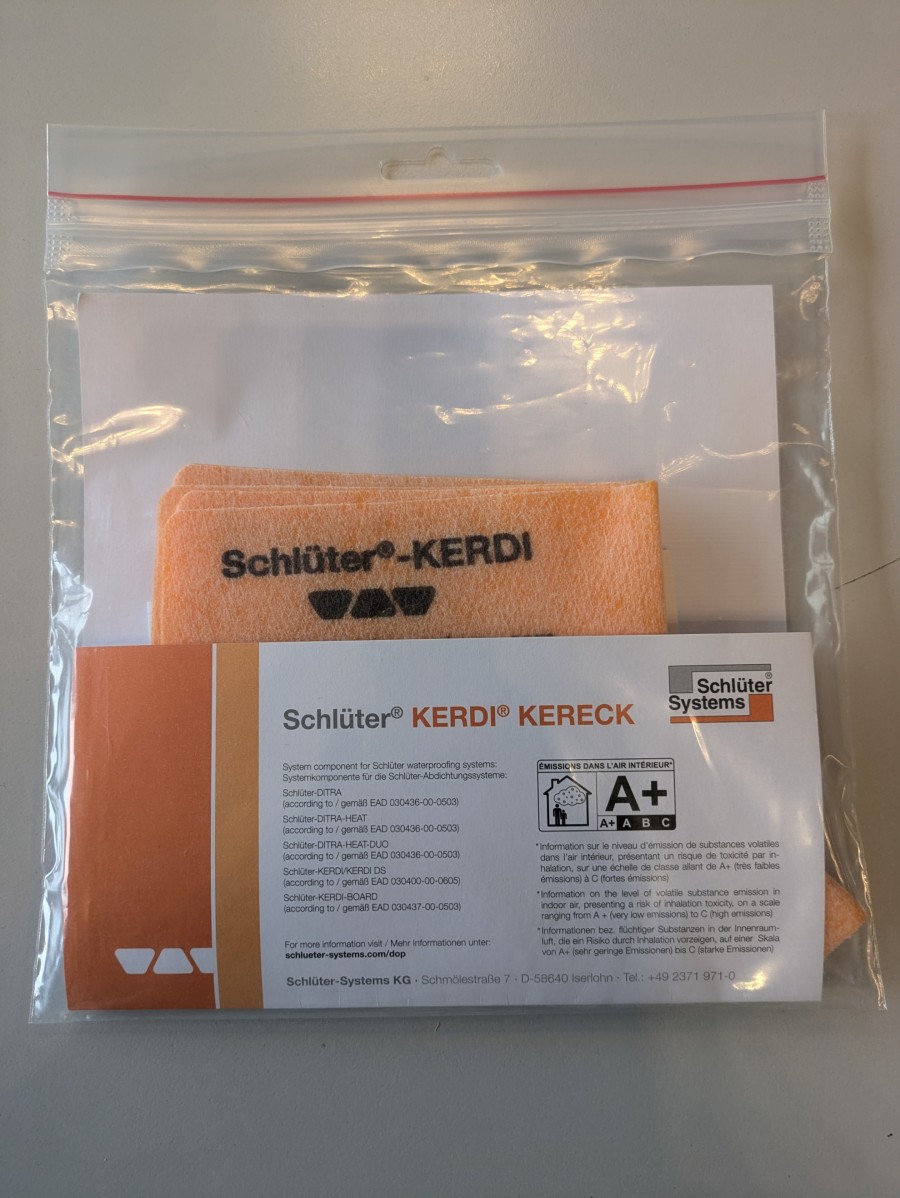 Schlüter®-KERDI
Schlüter® KERDI® KERECK
Schlüter®
Systems
System component for Schlüter waterproofing systems:
Systemkomponente für die Schlüter-Abdichtungssysteme:
Schlüter-DITRA
(according to / gemäß EAD 030436-00-0503)
Schlüter-DITRA-HEAT
(according to / gemäß EAD 030436-00-0503)
Schlüter-DITRA-HEAT-DUO
(according to / gemäß EAD 030436-00-0503)
Schlüter-KERDI/KERDI DS
(according to / gemäß EAD 030400-00-0605)
Schlüter-KERDI-BOARD
(according to / gemäß EAD 030437-00-0503)
For more information visit / Mehr Informationen unter:
schlueter-systems.com/dop
ÉMISSIONS DANS L'AIR INTÉRIEUR*
A+
A+ A B C
*Information sur le niveau d'émission de substances volatiles
dans l'air intérieur, présentant un risque de toxicité par in-
halation, sur une échelle de classe allant de A+ (très faibles
émissions) à C (fortes émissions)
*Information on the level of volatile substance emission in
indoor air, presenting a risk of inhalation toxicity, on a scale
ranging from A + (very low emissions) to C (high emissions)
*Informationen bez. flüchtiger Substanzen in der Innenraum-
luft, die ein Risiko durch Inhalation vorzeigen, auf einer Skala
von A+ (sehr geringe Emissionen) bis C (starke Emissionen)
Schlüter-Systems KG · Schmölestraße 7 · D-58640 Iserlohn · Tel.: +49 2371 971-0